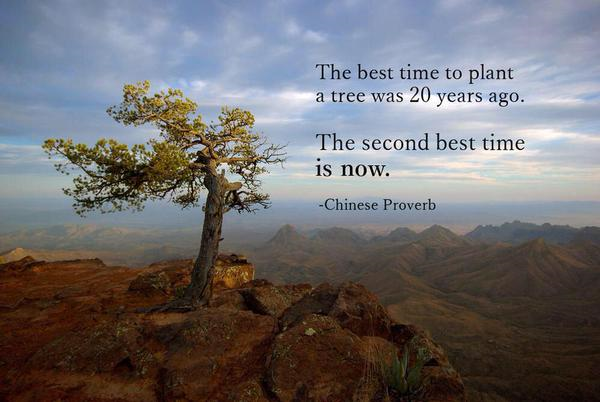 The best time to plant
a tree was 20 years ago.
The second best time
is now.
-Chinese Proverb